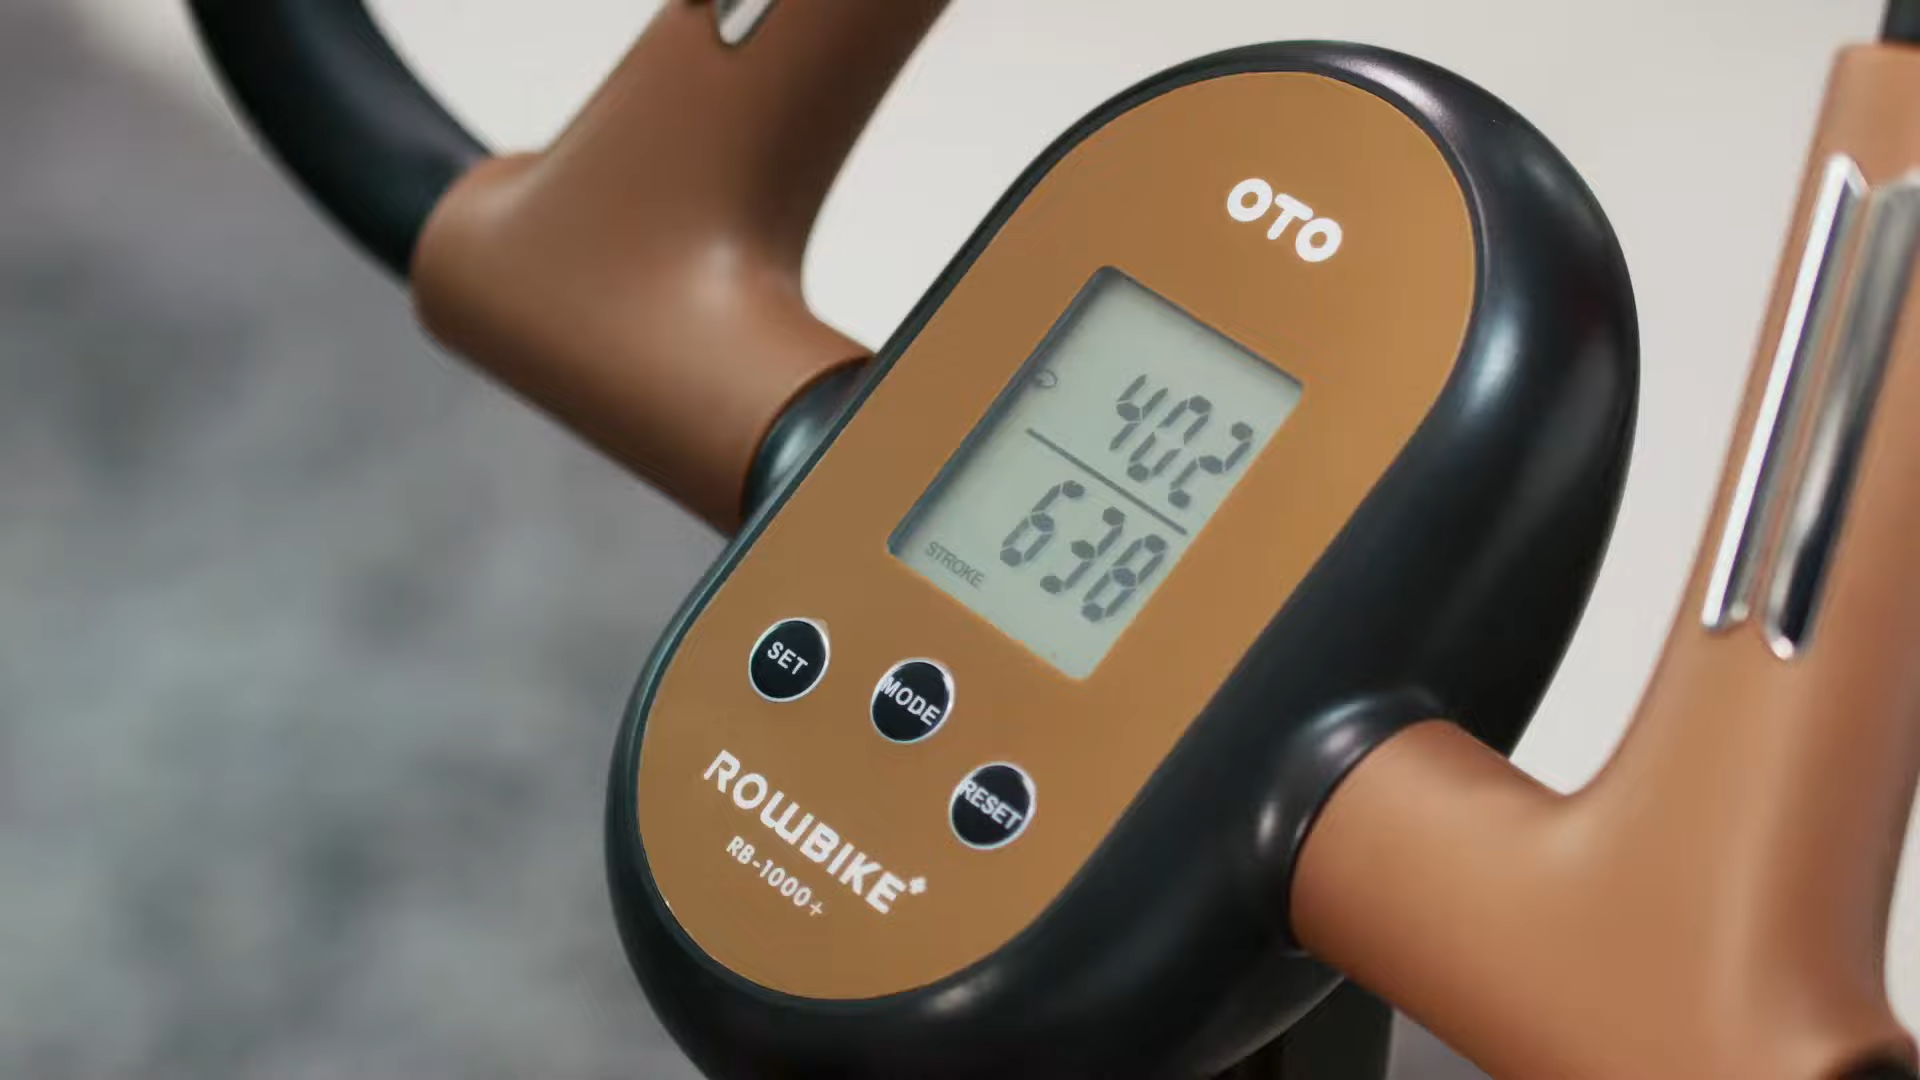 OTO
402
638
STROKE
SET
MODE
RESET
ROWBIKE+
RB-1000+